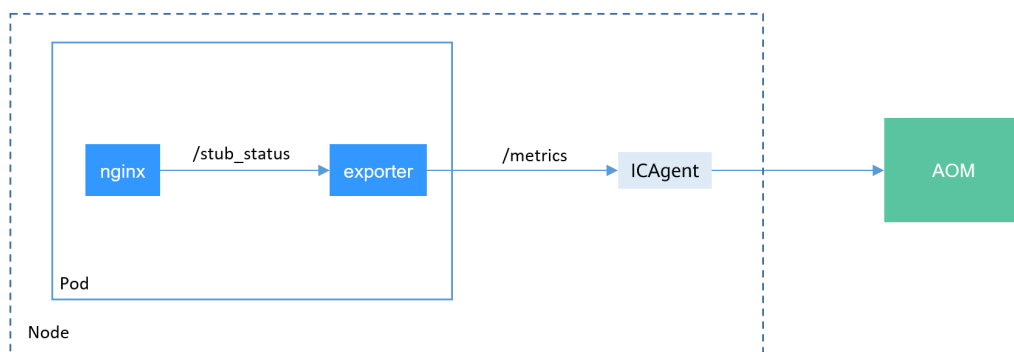 /stub_status
/metrics
nginx
exporter
ICAgent
AOM
Pod
Node